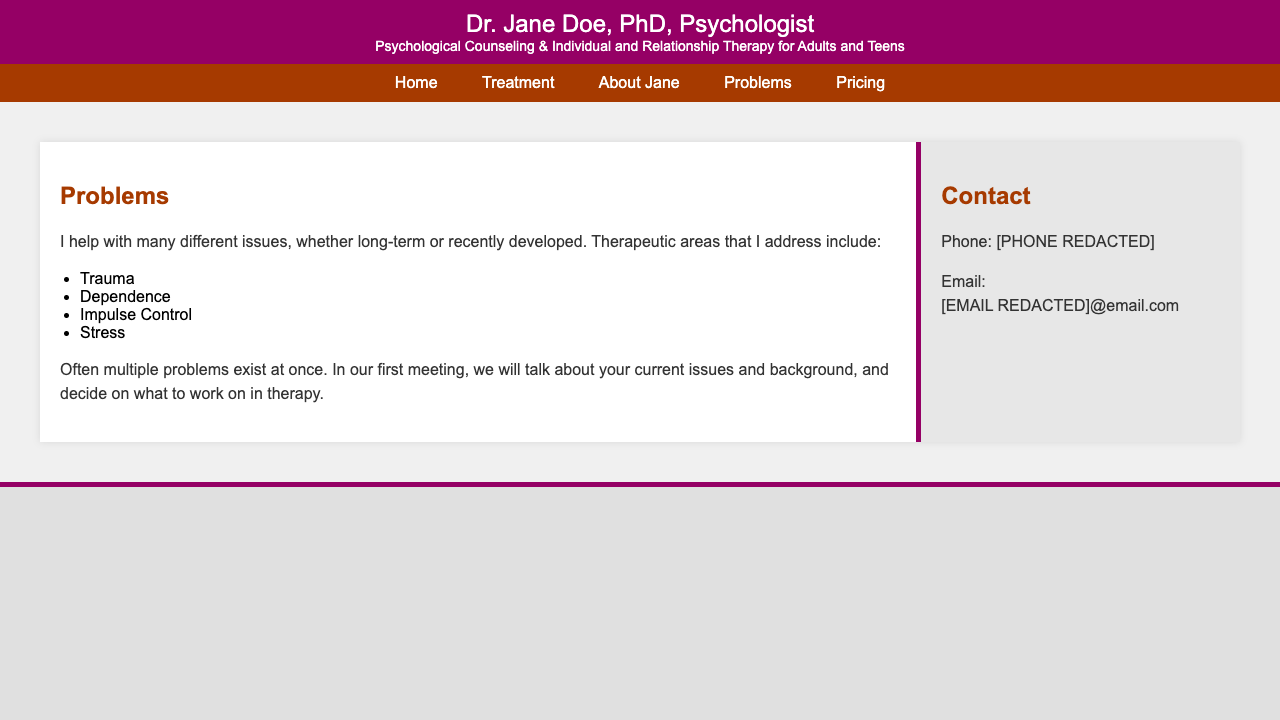 Dr. Jane Doe, PhD, Psychologist
Psychological Counseling & Individual and Relationship Therapy for Adults and Teens
Home Treatment About Jane Problems Pricing
Problems
I help with many different issues, whether long-term or recently developed. Therapeutic areas that I address include:
Trauma
Dependence
Impulse Control
Stress
Often multiple problems exist at once. In our first meeting, we will talk about your current issues and background, and
decide on what to work on in therapy.
Contact
Phone: [PHONE REDACTED]
Email:
[EMAIL REDACTED]@email.com